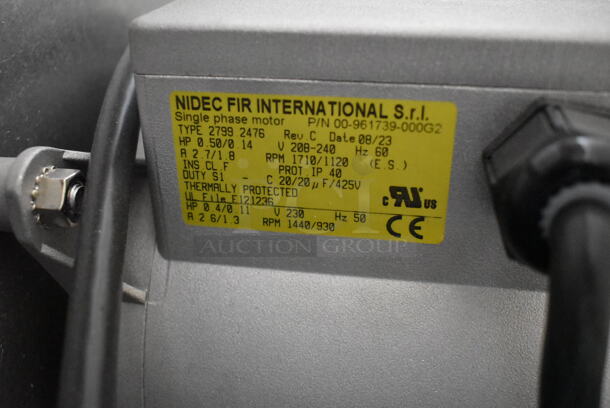 NIDEC FIR INTERNATIONAL S.r.l.
Single phase motor P/N 00-961739-000G2
TYPE 2799 2476 Rev C Date 08/23
HP 0.50/0.14 V 208-240 Hz 60
A 2.7/1.8 RPM 1710/1120 (E.S.)
INS.CL.F PROT.IP 40
DUTY S1 - C 20/20µF/425V
THERMALLY PROTECTED
UL File E121236
HP 0.4/0.11 V 230 Hz 50
A 2.6/1.3 RPM 1440/930
c RU US
CE
AUCTION GROUP